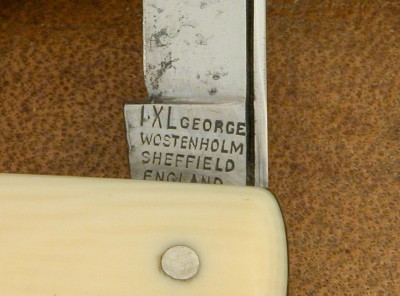 I·XL GEORGE
WOSTENHOLM
SHEFFIELD
ENGLAND